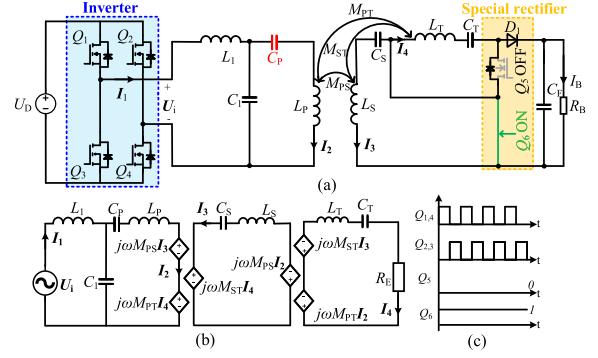 Inverter
Special rectifier
Q1
Q2
Q3
Q4
UD
I1
+
Ui
-
L1
C1
CP
LP
I2
MPT
MST
MPS
LS
I3
CS
I4
LT
CT
D1
Q5 OFF
Q6 ON
CF
IB
RB
(a)
L1
CP
LP
I1
Ui
C1
I2
jωMPSI3
jωMPTI4
I3
CS
LS
jωMSTI4
jωMPSI2
LT
CT
jωMSTI3
jωMPTI2
RE
I4
(b)
Q1,4
t
Q2,3
t
Q5
0
t
Q6
1
t
(c)